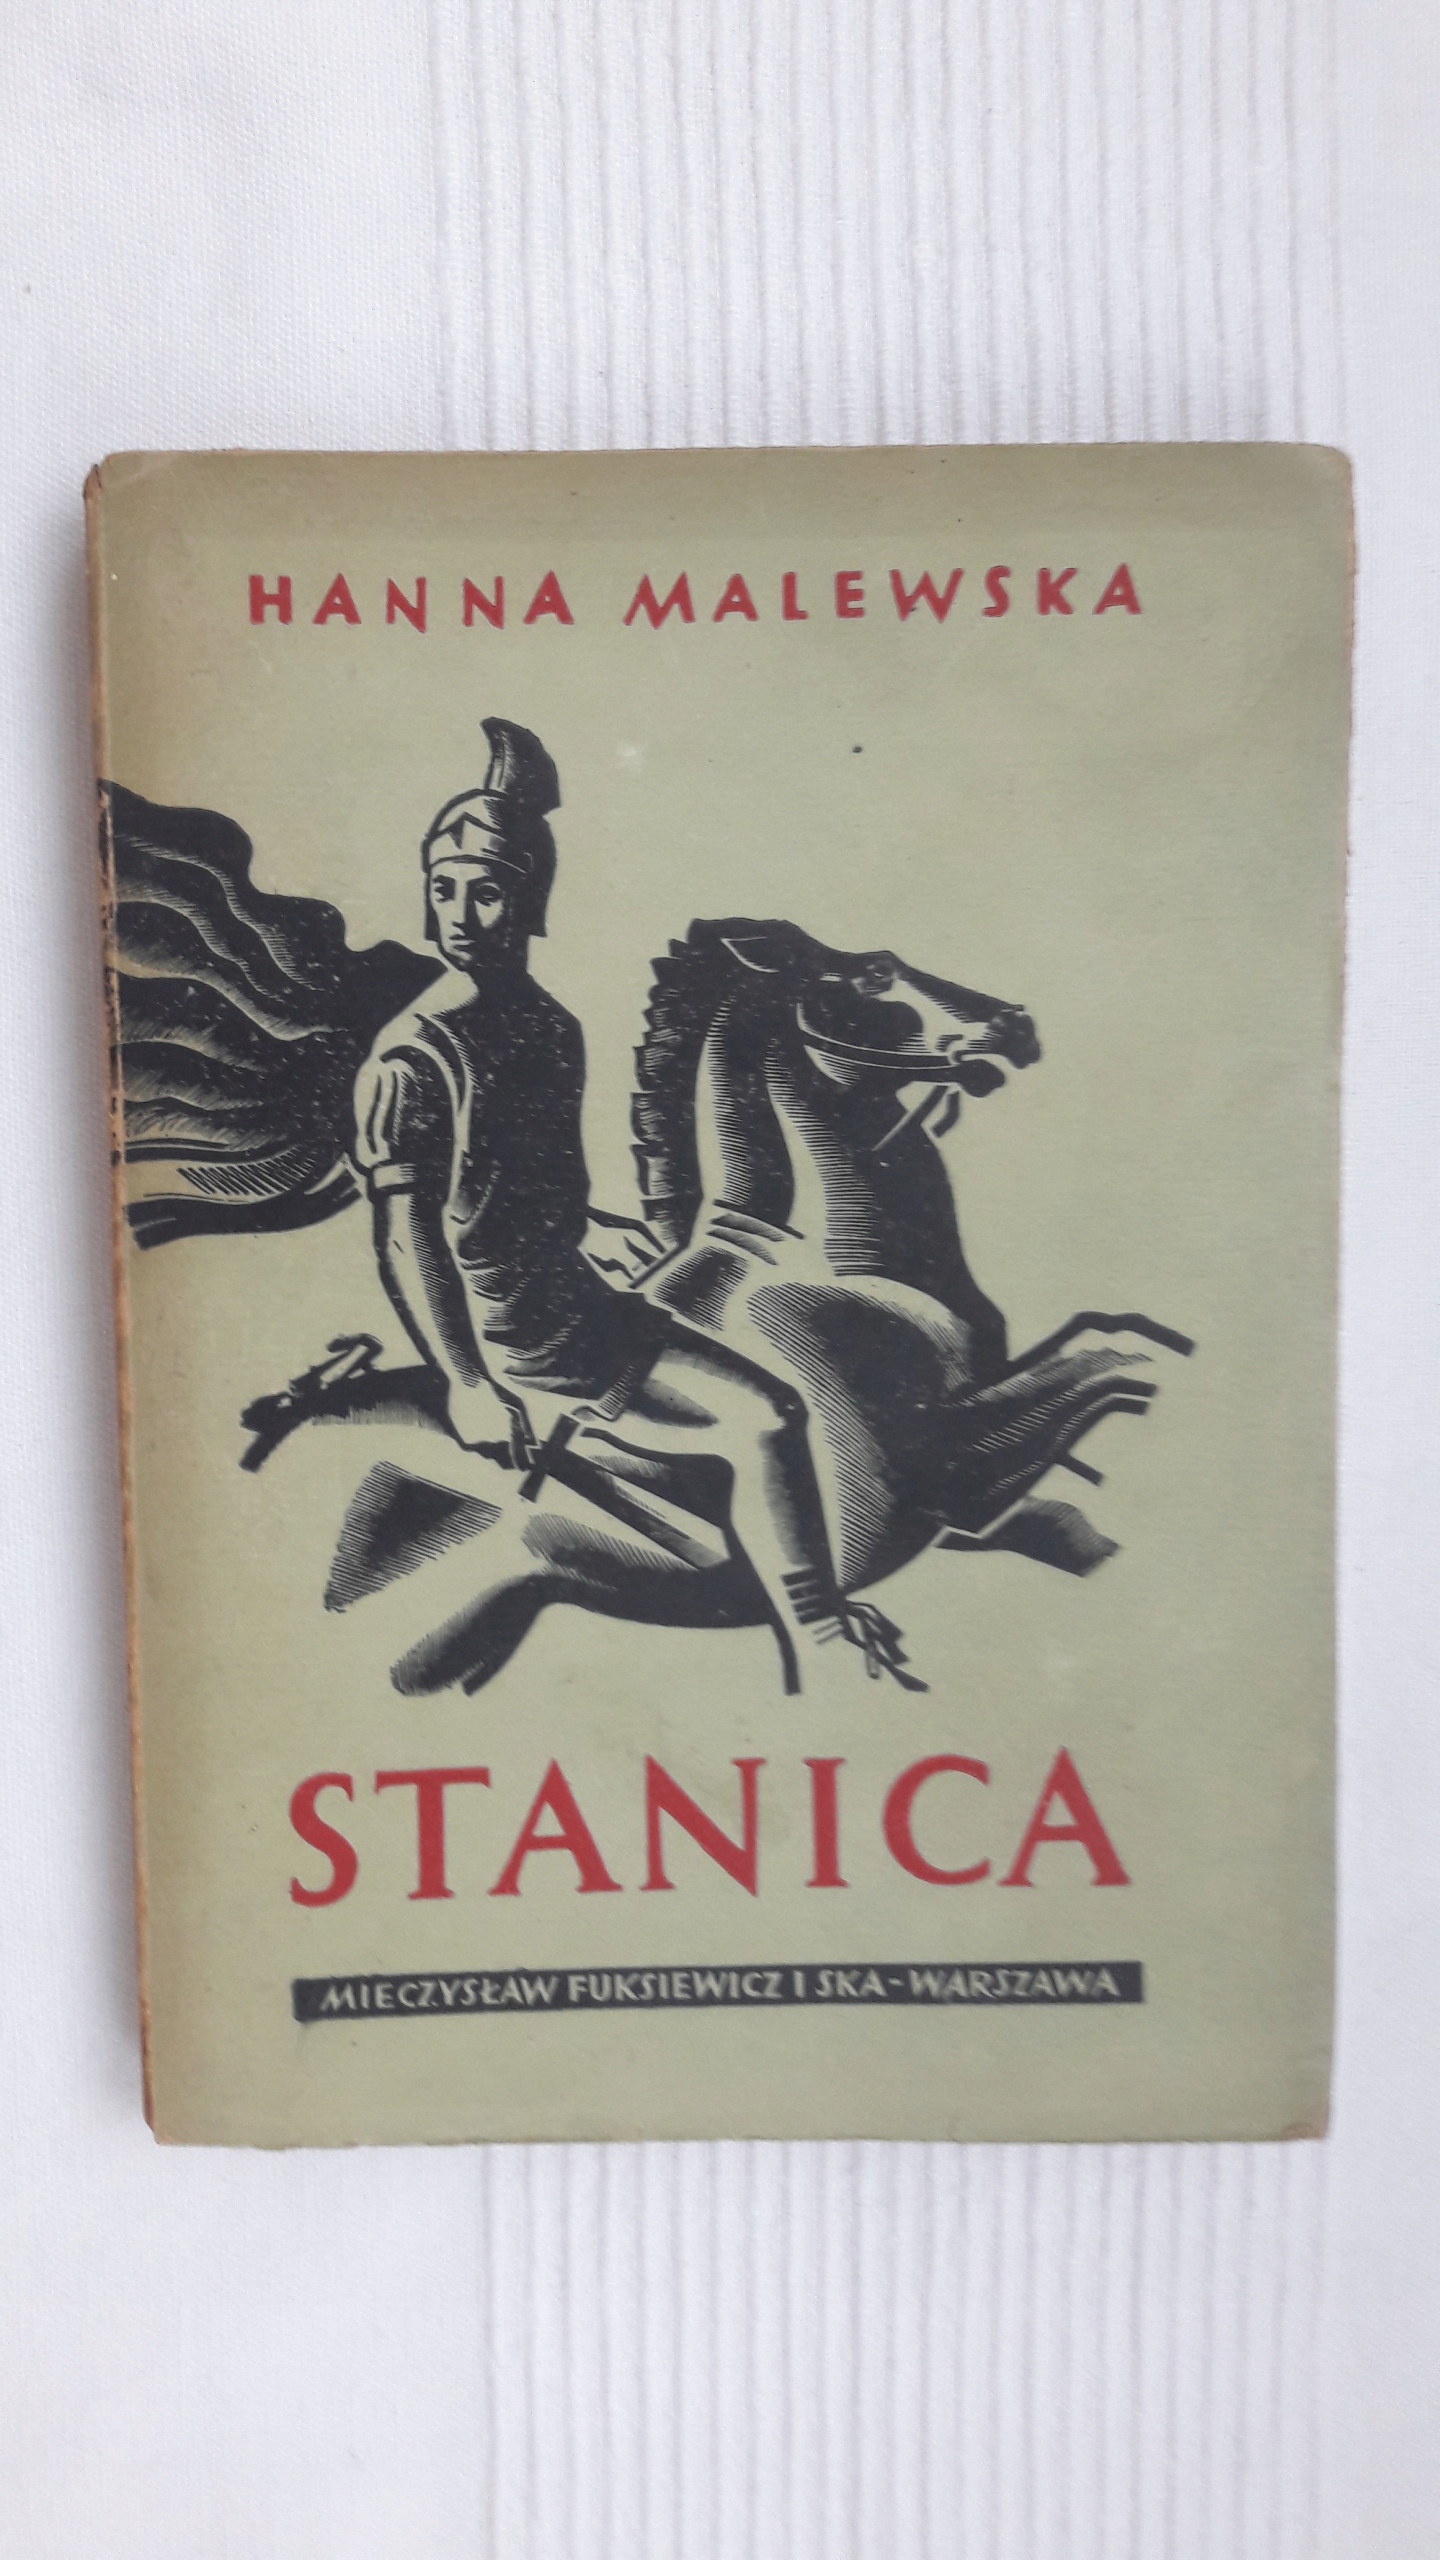 HANNA MALEWSKA
STANICA
MIECZYSŁAW FUKSIEWICZ I SKA-WARSZAWA